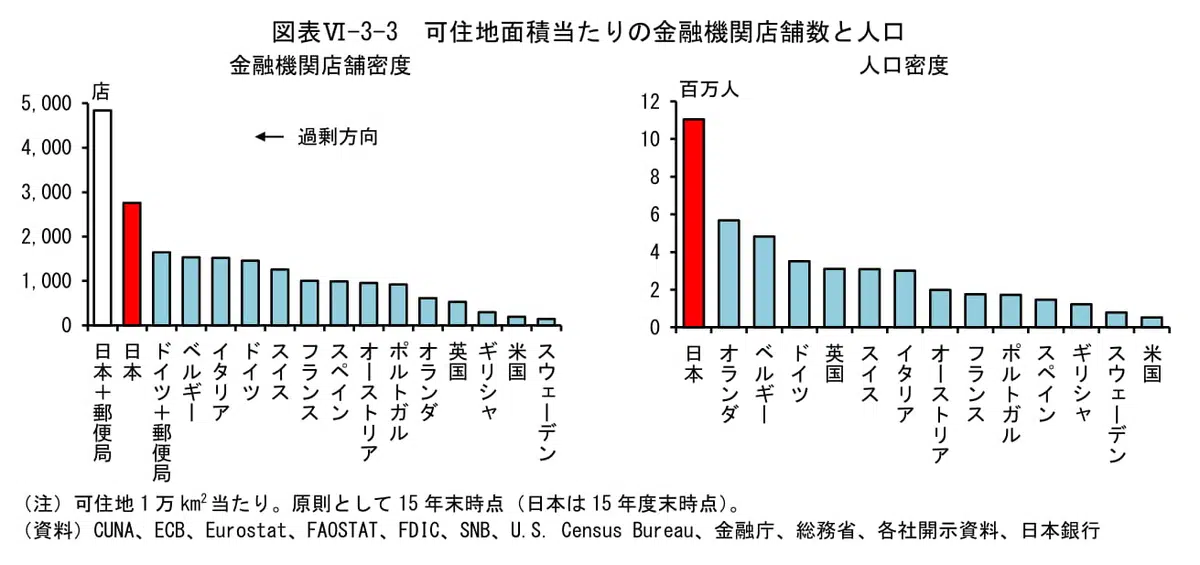 図表Ⅵ-3-3　可住地面積当たりの金融機関店舗数と人口
金融機関店舗密度
店
5,000
4,000
3,000
2,000
1,000
0
← 過剰方向
日本＋郵便局
日本
ドイツ＋郵便局
ベルギー
イタリア
ドイツ
スイス
フランス
スペイン
オーストリア
ポルトガル
オランダ
英国
ギリシャ
米国
スウェーデン
人口密度
百万人
12
10
8
6
4
2
0
日本
オランダ
ベルギー
ドイツ
英国
スイス
イタリア
オーストリア
フランス
ポルトガル
スペイン
ギリシャ
スウェーデン
米国
（注）可住地１万km²当たり。原則として15年末時点（日本は15年度末時点）。
（資料）CUNA、ECB、Eurostat、FAOSTAT、FDIC、SNB、U.S. Census Bureau、金融庁、総務省、各社開示資料、日本銀行